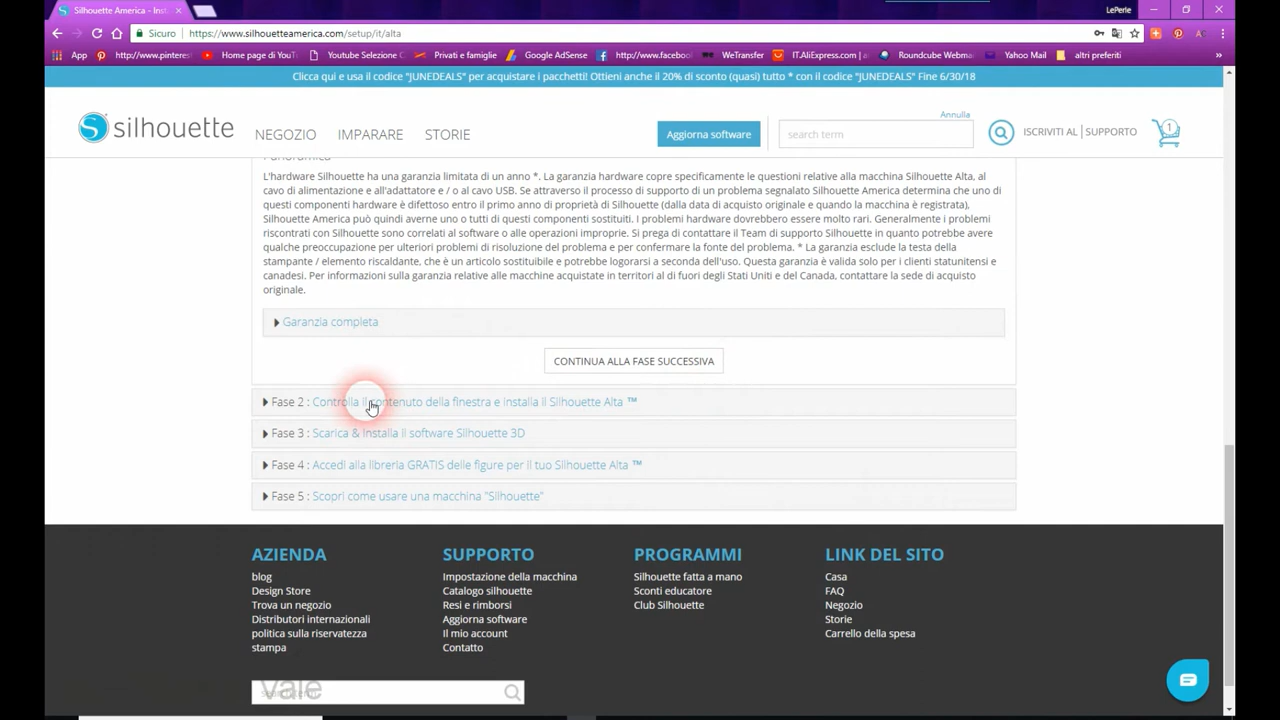 Silhouette America - Inst
LePerle
Sicuro
https://www.silhouetteamerica.com/setup/it/alta
App
http://www.pinteres
Home page di YouT
Youtube Selezione C
Privati e famiglie
Google AdSense
http://www.facebook
WeTransfer
IT.AliExpress.com | a
Roundcube Webma
Yahoo Mail
altri preferiti
Clicca qui e usa il codice "JUNEDEALS" per acquistare i pacchetti! Ottieni anche il 20% di sconto (quasi) tutto * con il codice "JUNEDEALS" Fine 6/30/18
silhouette
NEGOZIO
IMPARARE
STORIE
Aggiorna software
Annulla
search term
ISCRIVITI AL | SUPPORTO
1
Panoramica
L'hardware Silhouette ha una garanzia limitata di un anno *. La garanzia hardware copre specificamente le questioni relative alla macchina Silhouette Alta, al
cavo di alimentazione e all'adattatore e / o al cavo USB. Se attraverso il processo di supporto di un problema segnalato Silhouette America determina che uno di
questi componenti hardware è difettoso entro il primo anno di proprietà di Silhouette (dalla data di acquisto originale e quando la macchina è registrata),
Silhouette America può quindi averne uno o tutti di questi componenti sostituiti. I problemi hardware dovrebbero essere molto rari. Generalmente i problemi
riscontrati con Silhouette sono correlati al software o alle operazioni improprie. Si prega di contattare il Team di supporto Silhouette in quanto potrebbe avere
qualche preoccupazione per ulteriori problemi di risoluzione del problema e per confermare la fonte del problema. * La garanzia esclude la testa della
stampante / elemento riscaldante, che è un articolo sostituibile e potrebbe logorarsi a seconda dell'uso. Questa garanzia è valida solo per i clienti statunitensi e
canadesi. Per informazioni sulla garanzia relative alle macchine acquistate in territori al di fuori degli Stati Uniti e del Canada, contattare la sede di acquisto
originale.
Garanzia completa
CONTINUA ALLA FASE SUCCESSIVA
Fase 2 : Controlla il contenuto della finestra e installa il Silhouette Alta ™
Fase 3 : Scarica & Installa il software Silhouette 3D
Fase 4 : Accedi alla libreria GRATIS delle figure per il tuo Silhouette Alta ™
Fase 5 : Scopri come usare una macchina "Silhouette"
AZIENDA
blog
Design Store
Trova un negozio
Distributori internazionali
politica sulla riservatezza
stampa
SUPPORTO
Impostazione della macchina
Catalogo silhouette
Resi e rimborsi
Aggiorna software
Il mio account
Contatto
PROGRAMMI
Silhouette fatta a mano
Sconti educatore
Club Silhouette
LINK DEL SITO
Casa
FAQ
Negozio
Storie
Carrello della spesa
vale